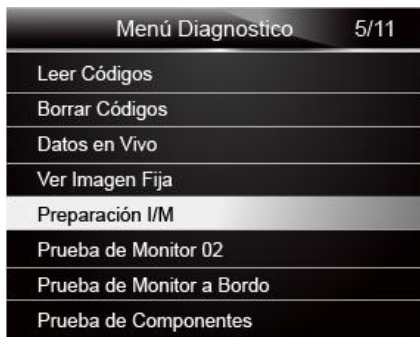 Menú Diagnostico 5/11
Leer Códigos
Borrar Códigos
Datos en Vivo
Ver Imagen Fija
Preparación I/M
Prueba de Monitor 02
Prueba de Monitor a Bordo
Prueba de Componentes